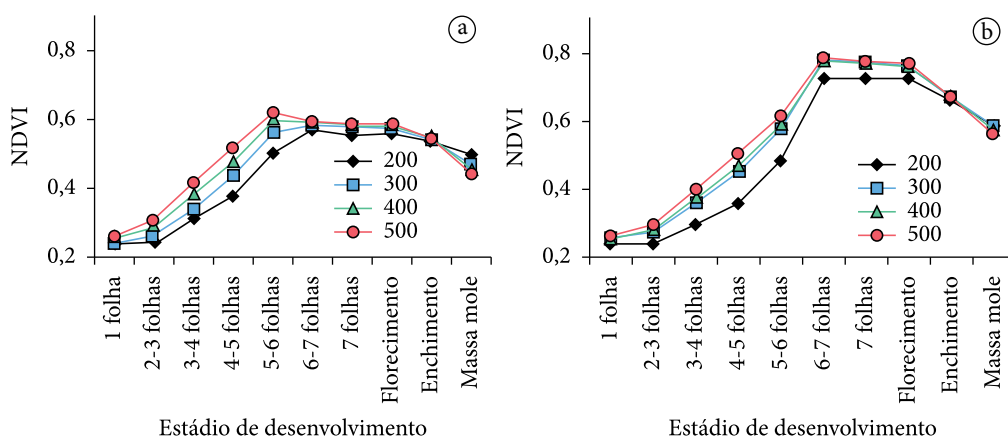 a
NDVI
0,8
0,6
0,4
0,2
200
300
400
500
1 folha
2-3 folhas
3-4 folhas
4-5 folhas
5-6 folhas
6-7 folhas
7 folhas
Florecimento
Enchimento
Massa mole
Estádio de desenvolvimento
b
NDVI
0,8
0,6
0,4
0,2
200
300
400
500
1 folha
2-3 folhas
3-4 folhas
4-5 folhas
5-6 folhas
6-7 folhas
7 folhas
Florecimento
Enchimento
Massa mole
Estádio de desenvolvimento